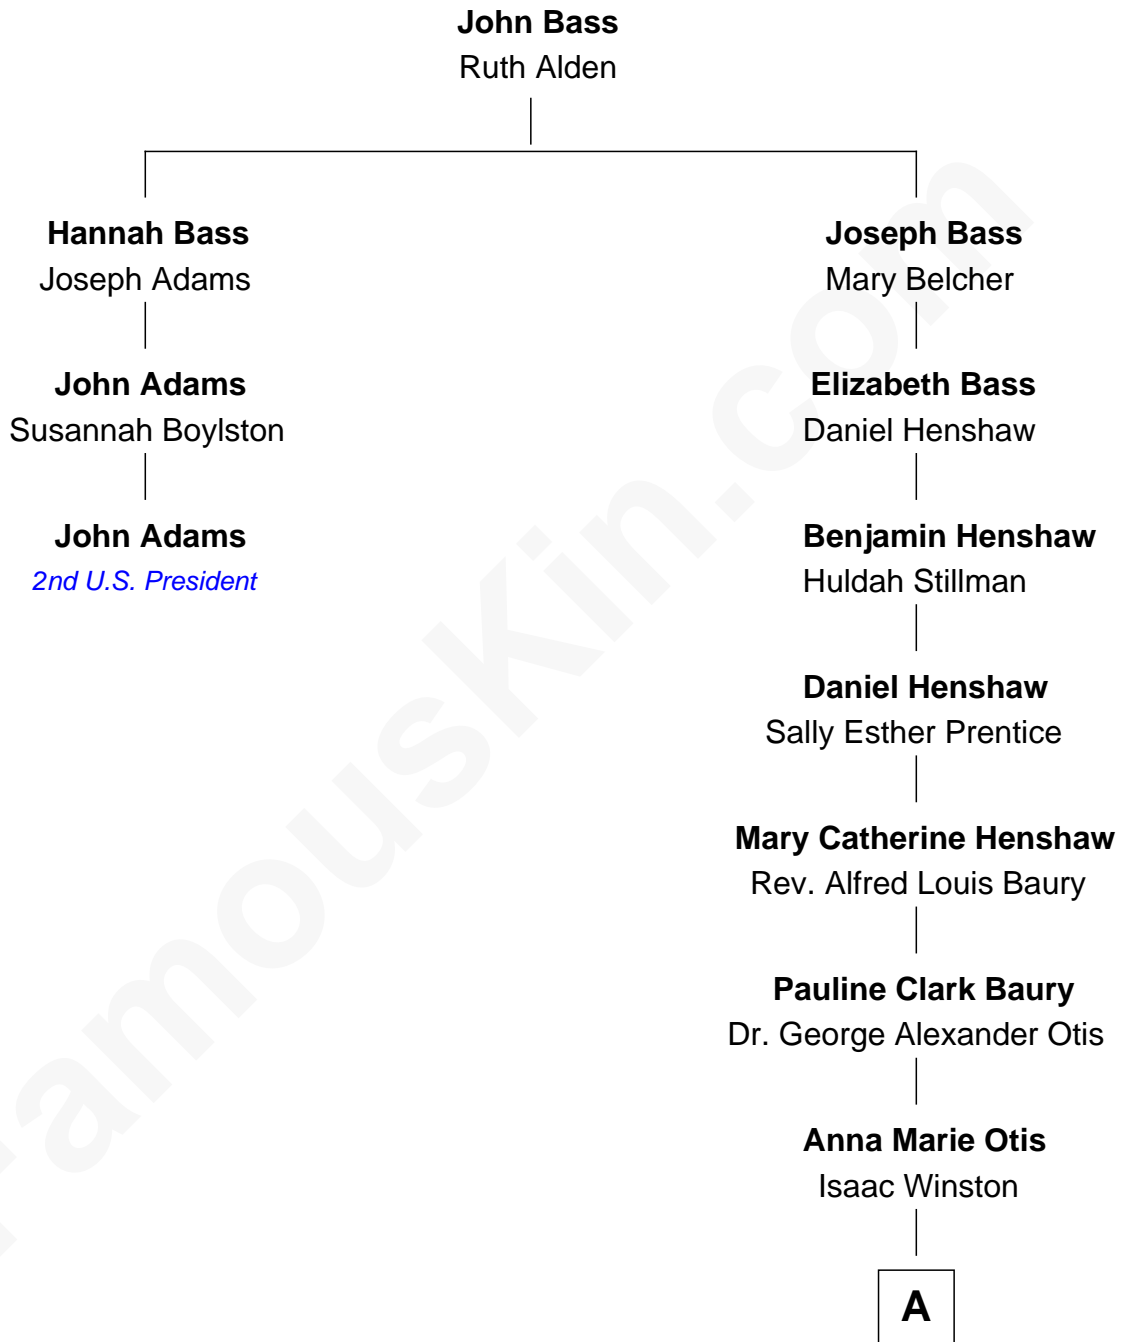 John Bass
Ruth Alden
Hannah Bass
Joseph Adams
Joseph Bass
Mary Belcher
John Adams
Susannah Boylston
Elizabeth Bass
Daniel Henshaw
John Adams
2nd U.S. President
Benjamin Henshaw
Huldah Stillman
Daniel Henshaw
Sally Esther Prentice
Mary Catherine Henshaw
Rev. Alfred Louis Baury
Pauline Clark Baury
Dr. George Alexander Otis
Anna Marie Otis
Isaac Winston
A
FamousKin.com